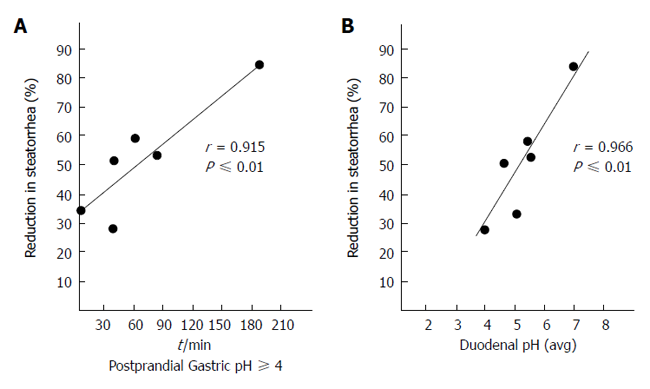 A
Reduction in steatorrhea (%)
90
80
70
60
50
40
30
20
10
r = 0.915
P ⩽ 0.01
30 60 90 120 150 180 210
t/min
Postprandial Gastric pH ⩾ 4
B
Reduction in steatorrhea (%)
90
80
70
60
50
40
30
20
10
r = 0.966
P ⩽ 0.01
2 3 4 5 6 7 8
Duodenal pH (avg)